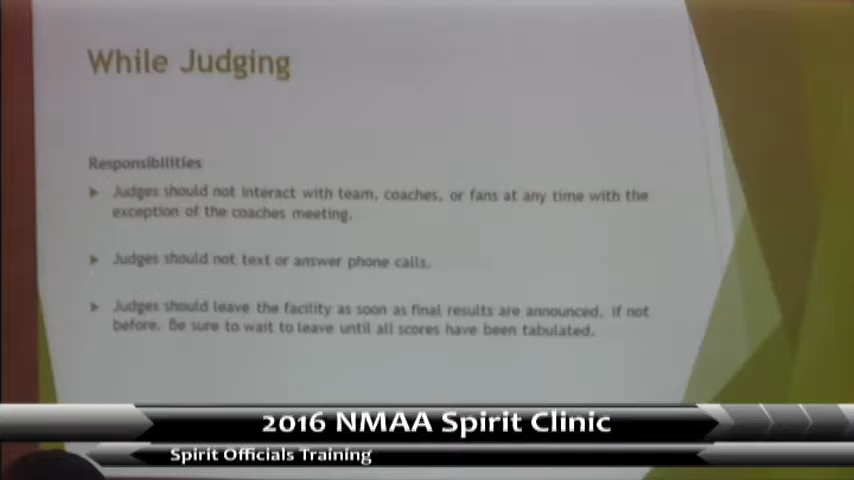 While Judging
Responsibilities
Judges should not interact with team, coaches, or fans at any time with the
exception of the coaches meeting.
Judges should not text or answer phone calls.
Judges should leave the facility as soon as final results are announced, if not
before. Be sure to wait to leave until all scores have been tabulated.
2016 NMAA Spirit Clinic
Spirit Officials Training